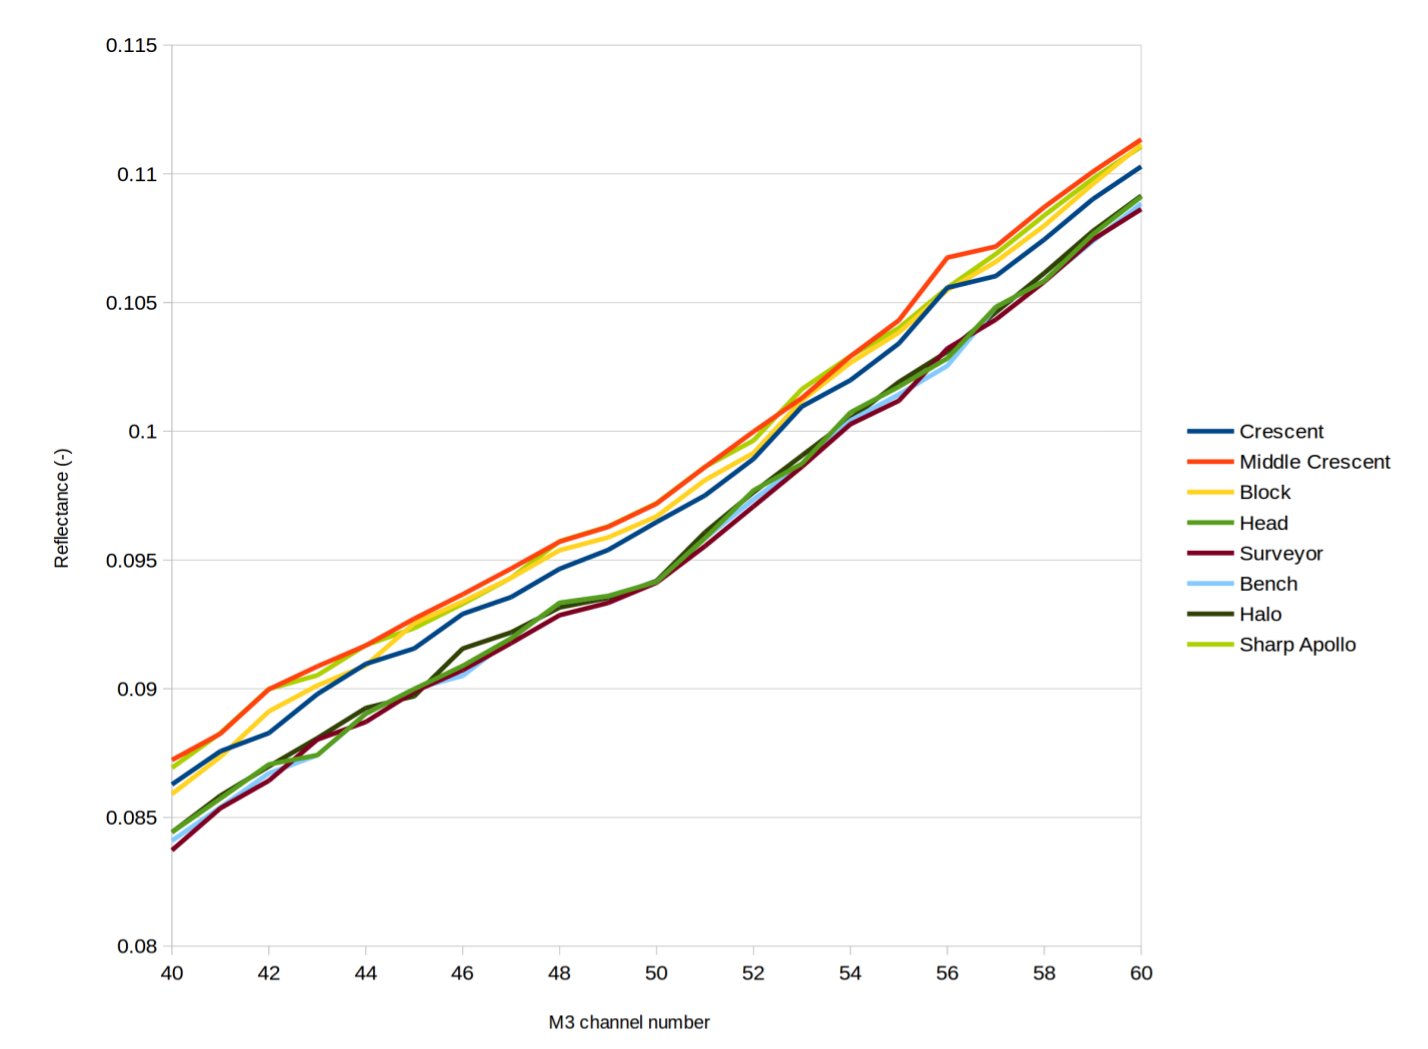 0.115
0.11
0.105
0.1
0.095
0.09
0.085
0.08
Reflectance (-)
40 42 44 46 48 50 52 54 56 58 60
M3 channel number
Crescent
Middle Crescent
Block
Head
Surveyor
Bench
Halo
Sharp Apollo